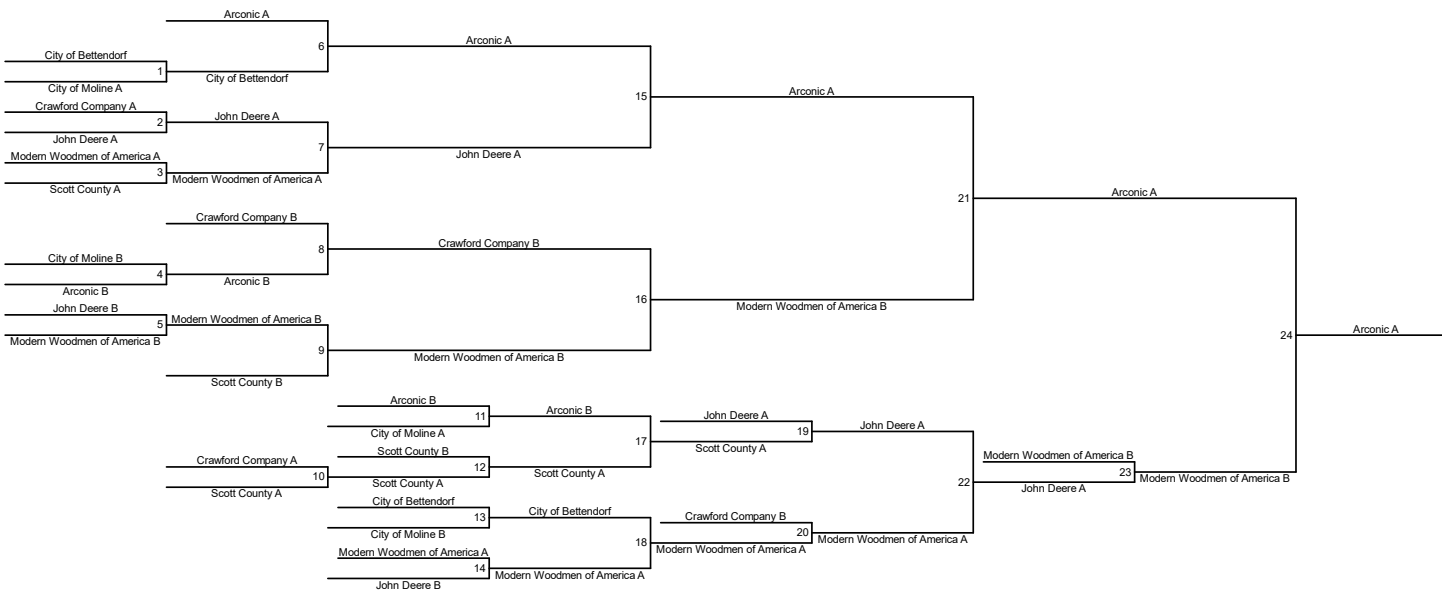 Arconic A
6
Arconic A
City of Bettendorf
1
City of Bettendorf
City of Moline A
15
Arconic A
Crawford Company A
2
John Deere A
John Deere A
7
John Deere A
Modern Woodmen of America A
3
Modern Woodmen of America A
Scott County A
21
Arconic A
Crawford Company B
8
Crawford Company B
City of Moline B
4
Arconic B
Arconic B
16
Modern Woodmen of America B
John Deere B
5
Modern Woodmen of America B
Modern Woodmen of America B
9
Modern Woodmen of America B
Scott County B
24
Arconic A
Arconic B
11
Arconic B
City of Moline A
17
John Deere A
19
John Deere A
Scott County A
Crawford Company A
10
Scott County A
Scott County B
12
Scott County A
Scott County A
22
Modern Woodmen of America B
23
Modern Woodmen of America B
John Deere A
City of Bettendorf
13
City of Bettendorf
City of Moline B
18
Crawford Company B
20
Modern Woodmen of America A
Modern Woodmen of America A
Modern Woodmen of America A
14
Modern Woodmen of America A
John Deere B